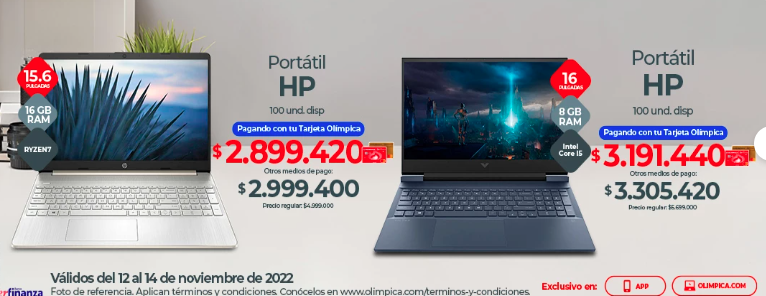 15.6
PULGADAS
16 GB
RAM
RYZEN7
Portátil
HP
100 und. disp
Pagando con tu Tarjeta Olímpica
$2.899.420
Otros medios de pago:
$2.999.400
Precio regular: $4.999.000
16
PULGADAS
8 GB
RAM
Intel
Core i5
Portátil
HP
100 und. disp
Pagando con tu Tarjeta Olímpica
$3.191.440
Otros medios de pago:
$3.305.420
Precio regular: $5.699.000
Válidos del 12 al 14 de noviembre de 2022
Foto de referencia. Aplican términos y condiciones. Conócelos en www.olimpica.com/terminos-y-condiciones.
Exclusivo en:
APP
OLIMPICA.COM